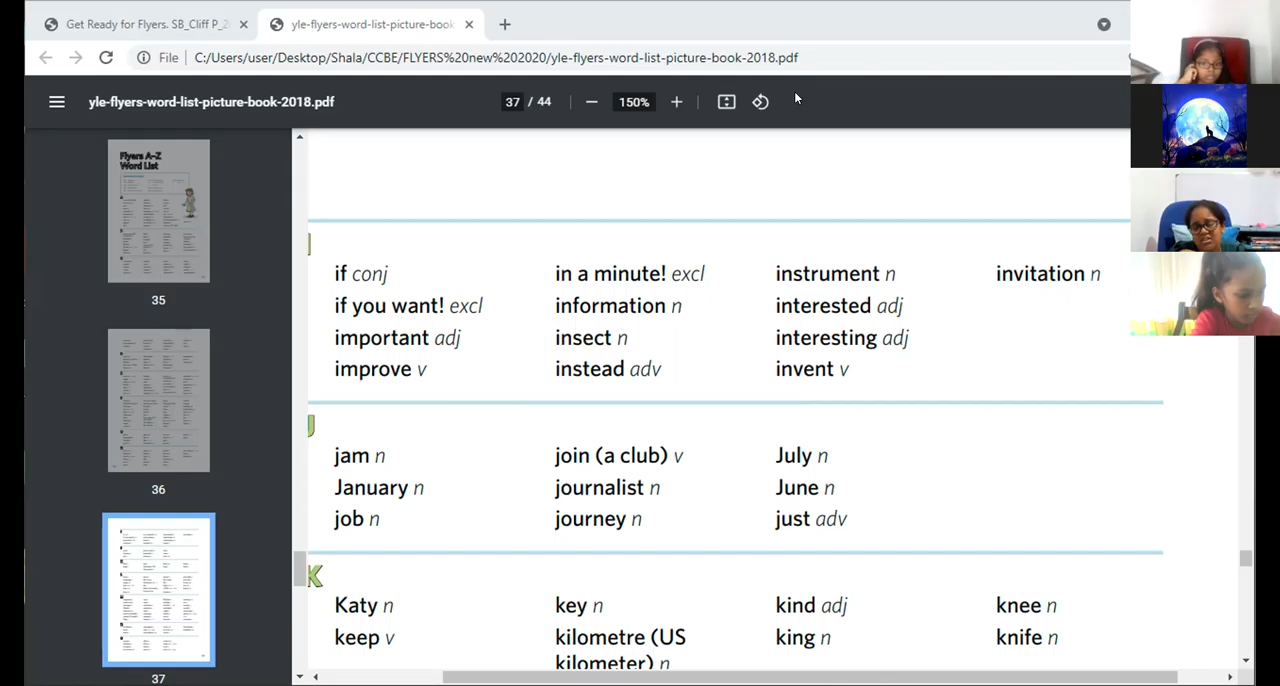 Get Ready for Flyers. SB_Cliff P_2
yle-flyers-word-list-picture-book
File
C:/Users/user/Desktop/Shala/CCBE/FLYERS%20new%202020/yle-flyers-word-list-picture-book-2018.pdf
yle-flyers-word-list-picture-book-2018.pdf
37 / 44
150%
Flyers A-Z
Word List
35
36
37
I
if conj
if you want! excl
important adj
improve v
in a minute! excl
information n
insect n
instead adv
instrument n
interested adj
interesting adj
invent v
invitation n
J
jam n
January n
job n
join (a club) v
journalist n
journey n
July n
June n
just adv
K
Katy n
keep v
key n
kilometre (US
kilometer) n
kind adj
king n
knee n
knife n